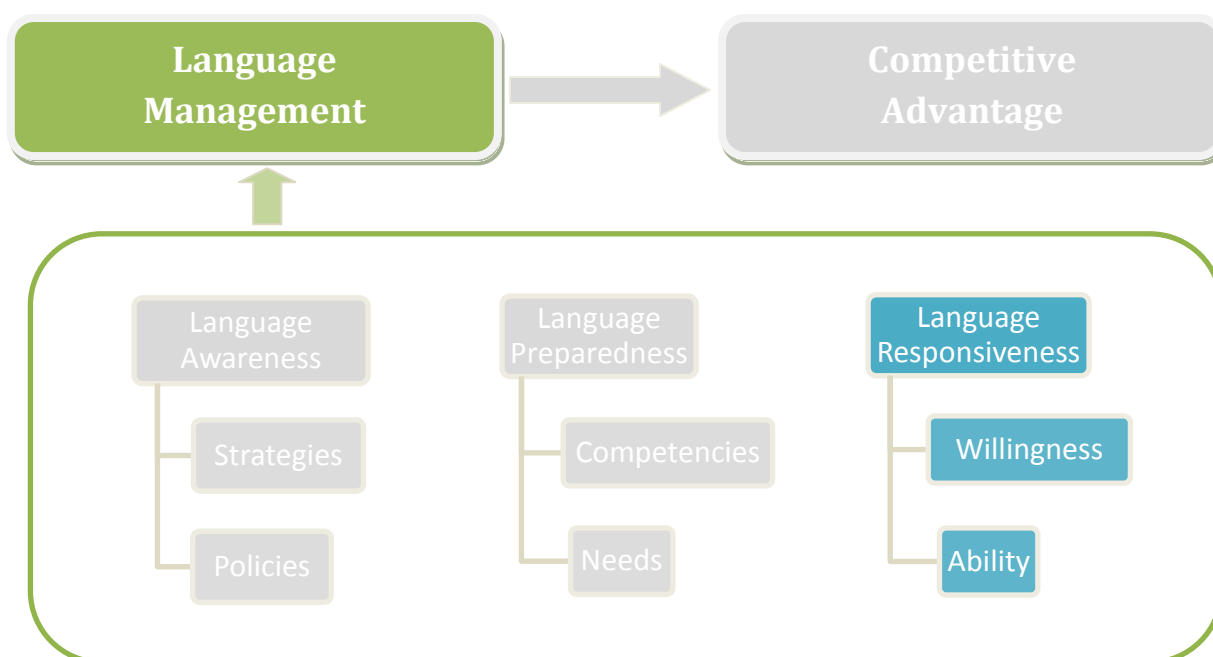 Language
Management
Competitive
Advantage
Language
Awareness
Strategies
Policies
Language
Preparedness
Competencies
Needs
Language
Responsiveness
Willingness
Ability